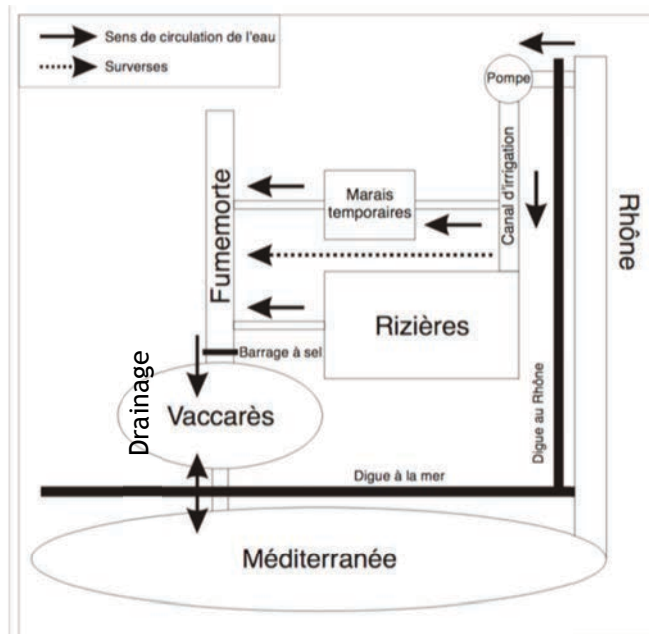 Sens de circulation de l'eau
Surverses
Pompe
Marais
temporaires
Canal d'irrigation
Rhône
Fumemorte
Rizières
Barrage à sel
Drainage
Vaccarès
Digue au Rhône
Digue à la mer
Méditerranée